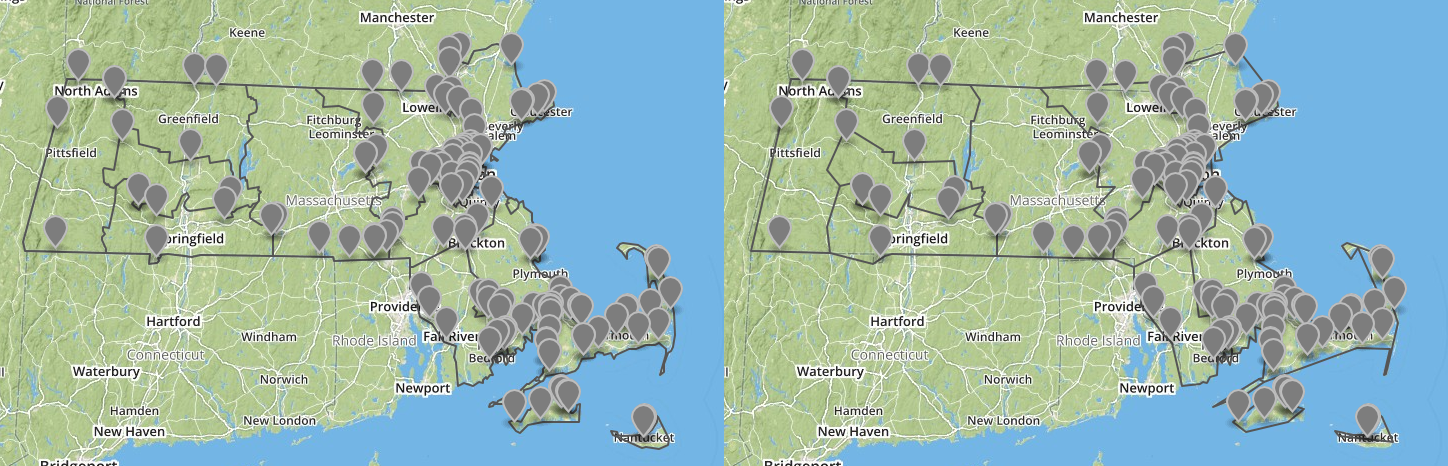 National Forest
Manchester
Keene
North Adams
Lowell
Gloucester
Greenfield
Fitchburg
Leominster
Beverly
Salem
Pittsfield
Massachusetts
Quincy
Springfield
Brockton
Plymouth
Providence
Hartford
Windham
Fall River
Rhode Island
Connecticut
Bedford
Waterbury
Norwich
Newport
Hamden
New London
New Haven
Nantucket
Bridgeport
National Forest
Manchester
Keene
North Adams
Lowell
Gloucester
Greenfield
Fitchburg
Leominster
Beverly
Salem
Pittsfield
Massachusetts
Quincy
Springfield
Brockton
Plymouth
Providence
Hartford
Windham
Fall River
Rhode Island
Connecticut
Bedford
Waterbury
Norwich
Newport
Hamden
New London
New Haven
Nantucket
Bridgeport